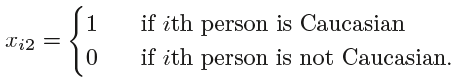 x_{i2} = { 1 if ith person is Caucasian
0 if ith person is not Caucasian.